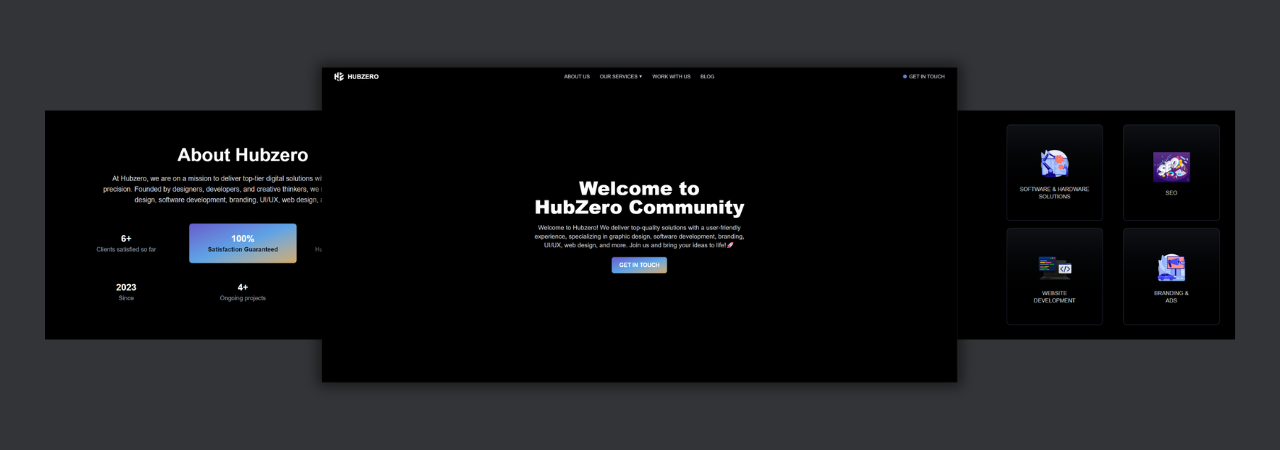 HUBZERO
ABOUT US
OUR SERVICES
WORK WITH US
BLOG
GET IN TOUCH
Welcome to
HubZero Community
Welcome to Hubzero! We deliver top-quality solutions with a user-friendly
experience, specializing in graphic design, software development, branding,
UI/UX, web design, and more. Join us and bring your ideas to life!🚀
GET IN TOUCH
About Hubzero
At Hubzero, we are on a mission to deliver top-tier digital solutions
precision. Founded by designers, developers, and creative thinkers, we
design, software development, branding, UI/UX, web design,
6+
Clients satisfied so far
100%
Satisfaction Guaranteed
2023
Since
4+
Ongoing projects
SOFTWARE & HARDWARE
SOLUTIONS
SEO
WEBSITE
DEVELOPMENT
BRANDING &
ADS